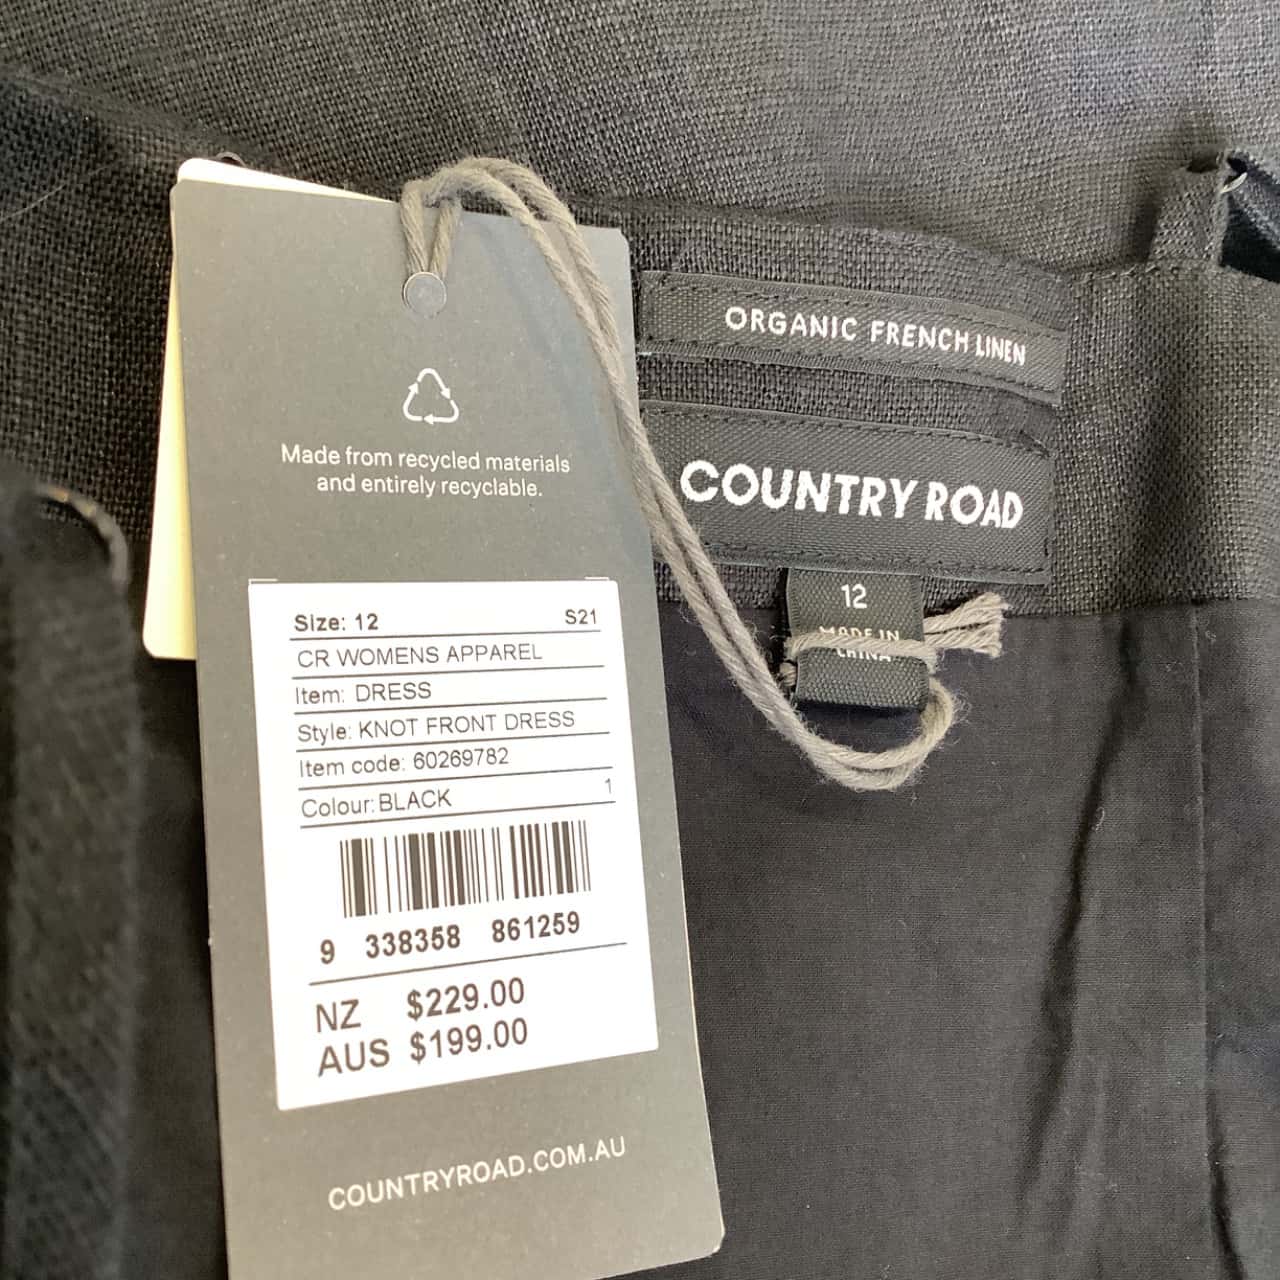 Made from recycled materials
and entirely recyclable.
Size: 12 S21
CR WOMENS APPAREL
Item: DRESS
Style: KNOT FRONT DRESS
Item code: 60269782
Colour: BLACK 1
9 338358 861259
NZ $229.00
AUS $199.00
COUNTRYROAD.COM.AU
ORGANIC FRENCH LINEN
COUNTRY ROAD
12
MADE IN
CHINA